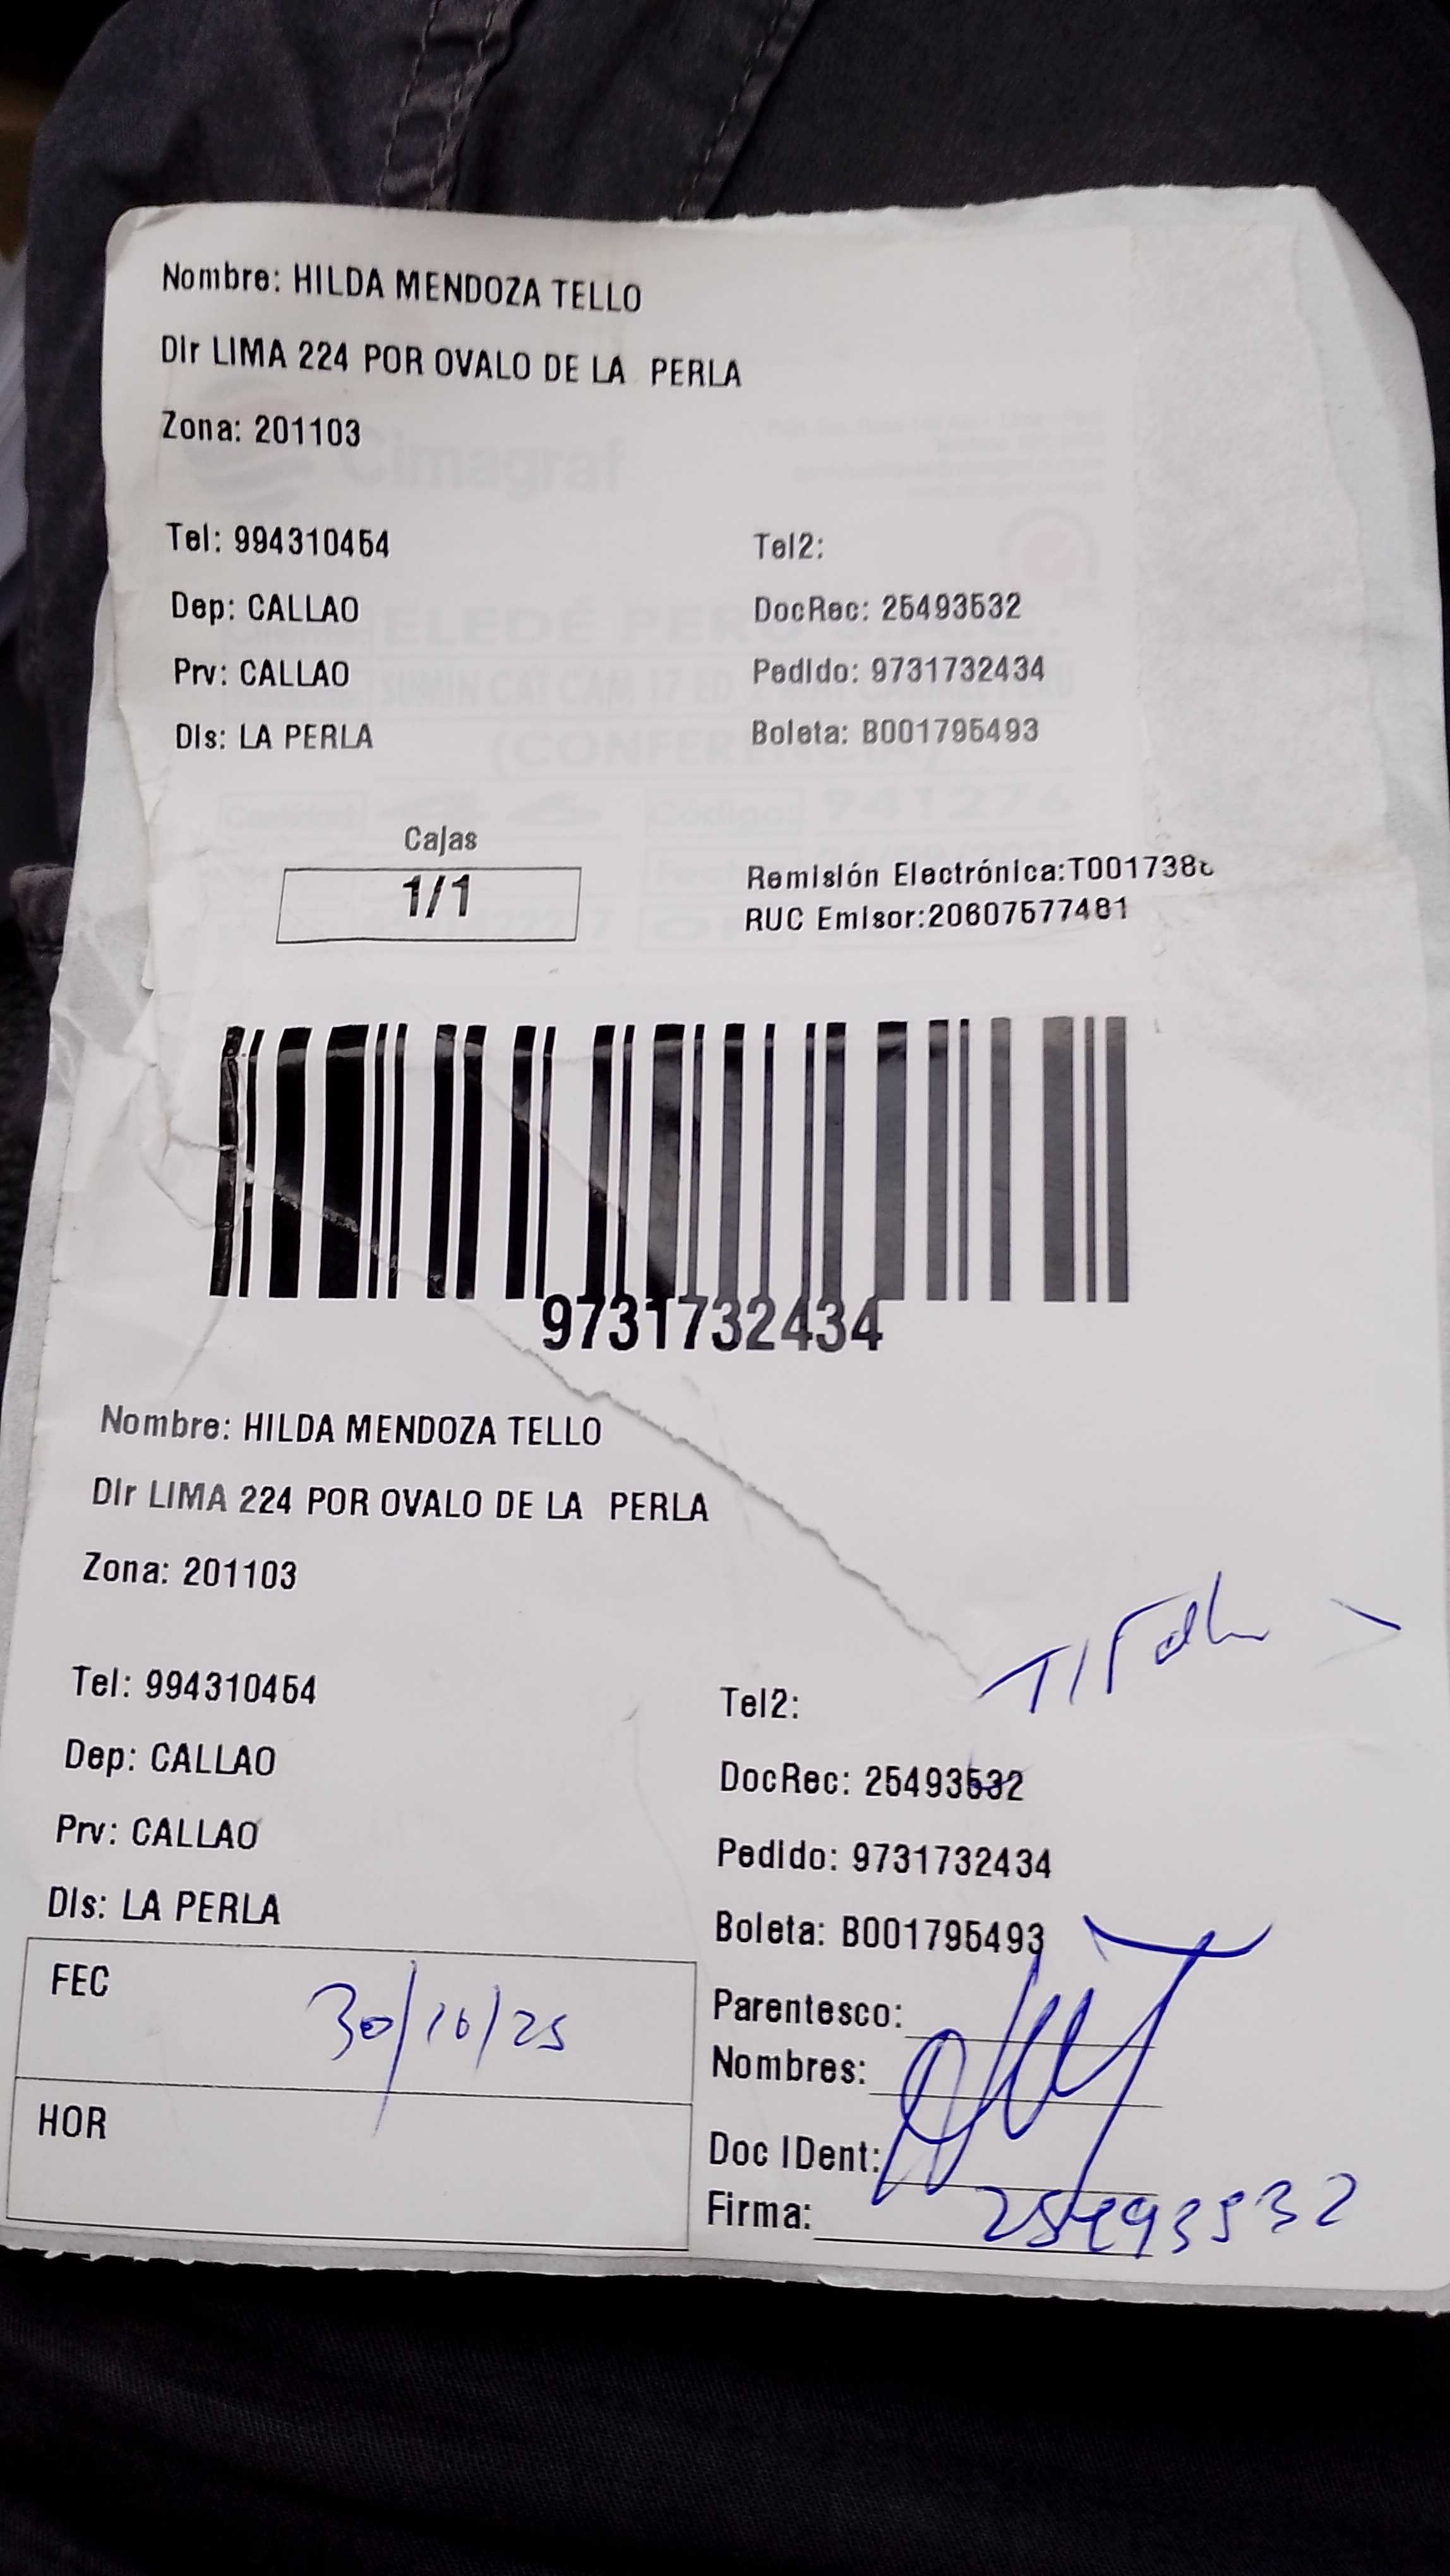 Nombre: HILDA MENDOZA TELLO
Dir LIMA 224 POR OVALO DE LA PERLA
Zona: 201103
Cimagraf
Tel: 994310454 Tel2:
Dep: CALLAO DocRec: 25493532
Prv: CALLAO Pedido: 9731732434
Dis: LA PERLA Boleta: B001795493
Cajas
1/1
Remisión Electrónica:T001738
RUC Emisor:20607577481
9731732434
Nombre: HILDA MENDOZA TELLO
Dir LIMA 224 POR OVALO DE LA PERLA
Zona: 201103
Tel: 994310454 Tel2:
Dep: CALLAO DocRec: 25493532
Prv: CALLAO Pedido: 9731732434
Dis: LA PERLA Boleta: B001795493
FEC 30/10/25
HOR
Parentesco:
Nombres:
Doc IDent:
Firma: 25493532